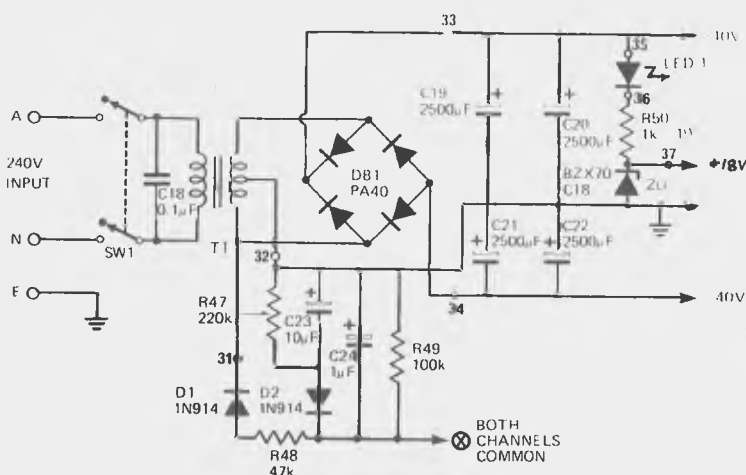 33
40V
35
LED 1
C19
2500µF
C20
2500µF
36
R50
1k
37
+/8V
A
240V
INPUT
C18
0.1µF
DB1
PA40
BZX70
C18
N
SW1
T1
C21
2500µF
C22
2500µF
E
32
R47
220k
C23
10µF
C24
1µF
R49
100k
34
40V
31
D1
1N914
D2
1N914
R48
47k
BOTH
CHANNELS
COMMON